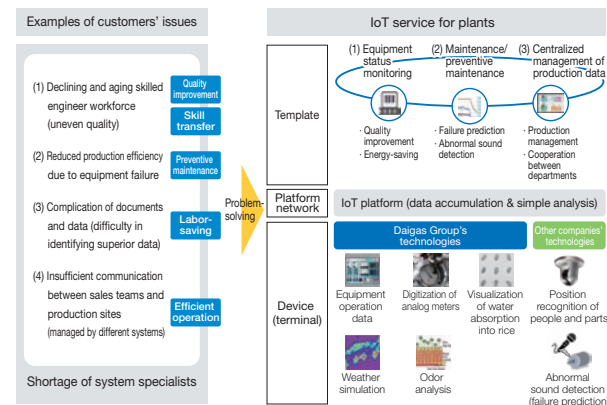 Examples of customers' issues
(1) Declining and aging skilled
engineer workforce
(uneven quality)
Quality
improvement
Skill
transfer
(2) Reduced production efficiency
due to equipment failure
Preventive
maintenance
(3) Complication of documents
and data (difficulty in
identifying superior data)
Labor-
saving
(4) Insufficient communication
between sales teams and
production sites
(managed by different systems)
Efficient
operation
Shortage of system specialists
Problem-
solving
IoT service for plants
Template
(1) Equipment
status
monitoring
(2) Maintenance/
preventive
maintenance
(3) Centralized
management of
production data
· Quality
improvement
· Energy-saving
· Failure prediction
· Abnormal sound
detection
· Production
management
· Cooperation
between
departments
Platform
network
IoT platform (data accumulation & simple analysis)
Device
(terminal)
Daigas Group's
technologies
Other companies'
technologies
Equipment
operation
data
Digitization of
analog meters
Visualization
of water
absorption
into rice
Position
recognition of
people and parts
Weather
simulation
Odor
analysis
Abnormal
sound detection
(failure prediction)